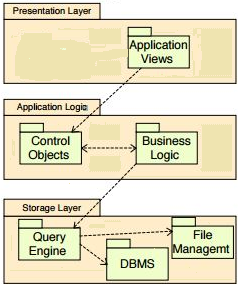 Presentation Layer
Application
Views
Application Logic
Control
Objects
Business
Logic
Storage Layer
Query
Engine
File
Managemt
DBMS